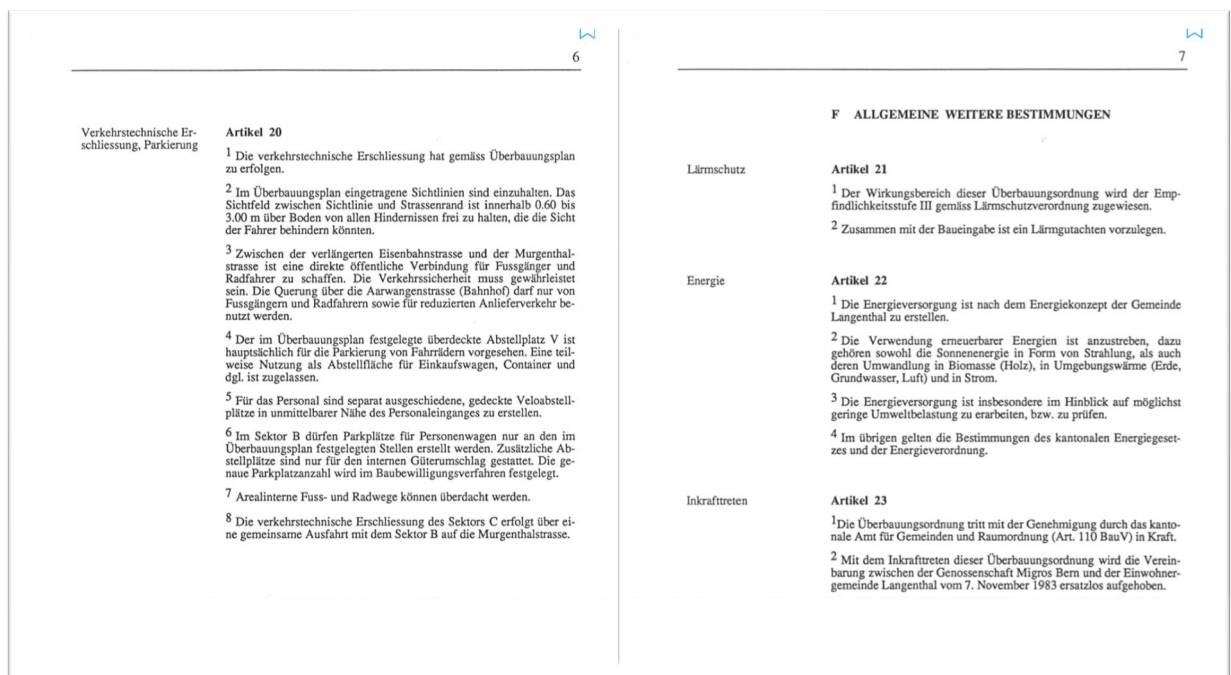 6
Verkehrstechnische Er-
schliessung, Parkierung
Artikel 20
1 Die verkehrstechnische Erschliessung hat gemäss Überbauungsplan
zu erfolgen.
2 Im Überbauungsplan eingetragene Sichtlinien sind einzuhalten. Das
Sichtfeld zwischen Sichtlinie und Strassenrand ist innerhalb 0.60 bis
3.00 m über Boden von allen Hindernissen frei zu halten, die die Sicht
der Fahrer behindern könnten.
3 Zwischen der verlängerten Eisenbahnstrasse und der Murgenthal-
strasse ist eine direkte öffentliche Verbindung für Fussgänger und
Radfahrer zu schaffen. Die Verkehrssicherheit muss gewährleistet
sein. Die Querung über die Aarwangenstrasse (Bahnhof) darf nur von
Fussgängern und Radfahrern sowie für reduzierten Anlieferverkehr be-
nutzt werden.
4 Der im Überbauungsplan festgelegte überdeckte Abstellplatz V ist
hauptsächlich für die Parkierung von Fahrrädern vorgesehen. Eine teil-
weise Nutzung als Abstellfläche für Einkaufswagen, Container und
dgl. ist zugelassen.
5 Für das Personal sind separat ausgeschiedene, gedeckte Veloabstell-
plätze in unmittelbarer Nähe des Personaleinganges zu erstellen.
6 Im Sektor B dürfen Parkplätze für Personenwagen nur an den im
Überbauungsplan festgelegten Stellen erstellt werden. Zusätzliche Ab-
stellplätze sind nur für den internen Güterumschlag gestattet. Die ge-
naue Parkplatzanzahl wird im Baubewilligungsverfahren festgelegt.
7 Arealinterne Fuss- und Radwege können überdacht werden.
8 Die verkehrstechnische Erschliessung des Sektors C erfolgt über ei-
ne gemeinsame Ausfahrt mit dem Sektor B auf die Murgenthalstrasse.
7
F ALLGEMEINE WEITERE BESTIMMUNGEN
Lärmschutz
Artikel 21
1 Der Wirkungsbereich dieser Überbauungsordnung wird der Emp-
findlichkeitsstufe III gemäss Lärmschutzverordnung zugewiesen.
2 Zusammen mit der Baueingabe ist ein Lärmgutachten vorzulegen.
Energie
Artikel 22
1 Die Energieversorgung ist nach dem Energiekonzept der Gemeinde
Langenthal zu erstellen.
2 Die Verwendung erneuerbarer Energien ist anzustreben, dazu
gehören sowohl die Sonnenenergie in Form von Strahlung, als auch
deren Umwandlung in Biomasse (Holz), in Umgebungswärme (Erde,
Grundwasser, Luft) und in Strom.
3 Die Energieversorgung ist insbesondere im Hinblick auf möglichst
geringe Umweltbelastung zu erarbeiten, bzw. zu prüfen.
4 Im übrigen gelten die Bestimmungen des kantonalen Energiegeset-
zes und der Energieverordnung.
Inkrafttreten
Artikel 23
1Die Überbauungsordnung tritt mit der Genehmigung durch das kanto-
nale Amt für Gemeinden und Raumordnung (Art. 110 BauV) in Kraft.
2 Mit dem Inkrafttreten dieser Überbauungsordnung wird die Verein-
barung zwischen der Genossenschaft Migros Bern und der Einwohner-
gemeinde Langenthal vom 7. November 1983 ersatzlos aufgehoben.